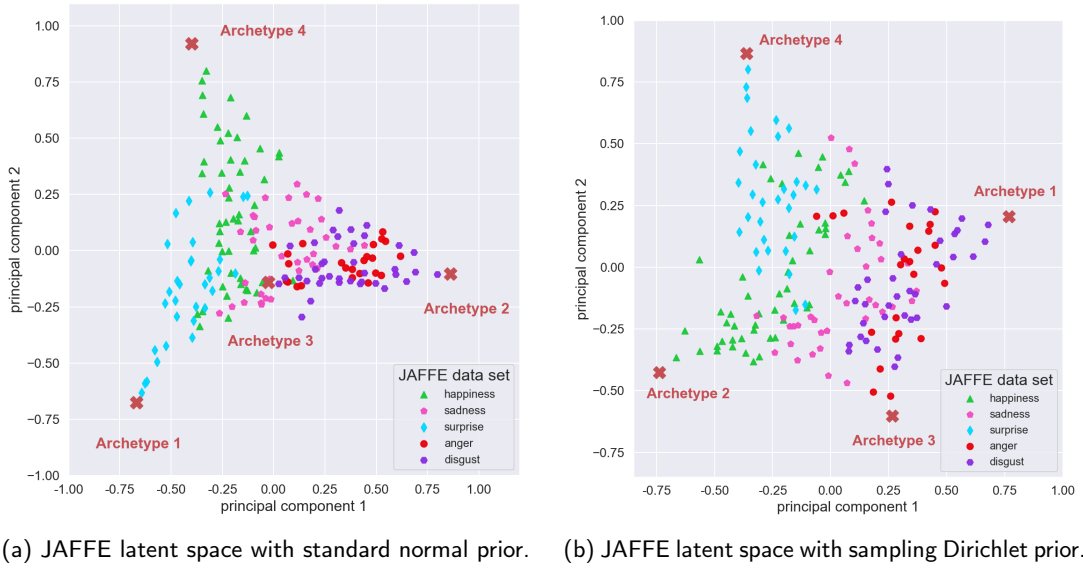 Archetype 4
Archetype 2
Archetype 3
Archetype 1
1.00
0.75
0.50
0.25
0.00
−0.25
−0.50
−0.75
−1.00
principal component 2
JAFFE data set
happiness
sadness
surprise
anger
disgust
-1.00 −0.75 −0.50 −0.25 0.00 0.25 0.50 0.75 1.00
principal component 1
(a) JAFFE latent space with standard normal prior.
Archetype 4
Archetype 1
Archetype 2
Archetype 3
1.00
0.75
0.50
0.25
0.00
−0.25
−0.50
−0.75
principal component 2
JAFFE data set
happiness
sadness
surprise
anger
disgust
−0.75 −0.50 −0.25 0.00 0.25 0.50 0.75 1.00
principal component 1
(b) JAFFE latent space with sampling Dirichlet prior.